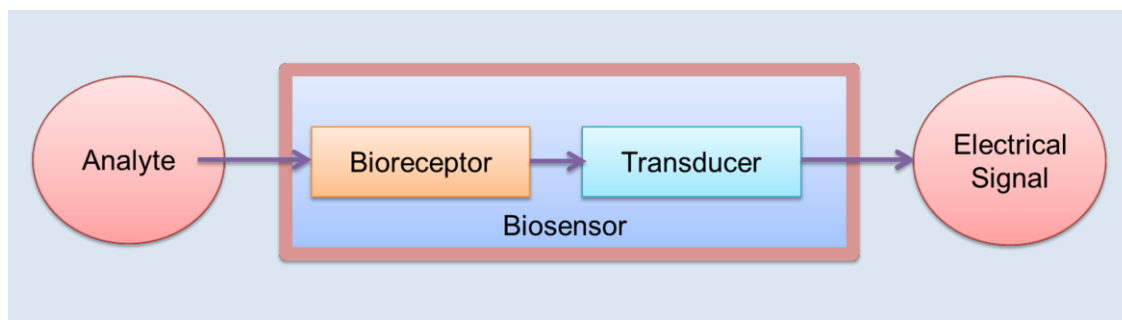 Analyte
Bioreceptor
Transducer
Electrical
Signal
Biosensor